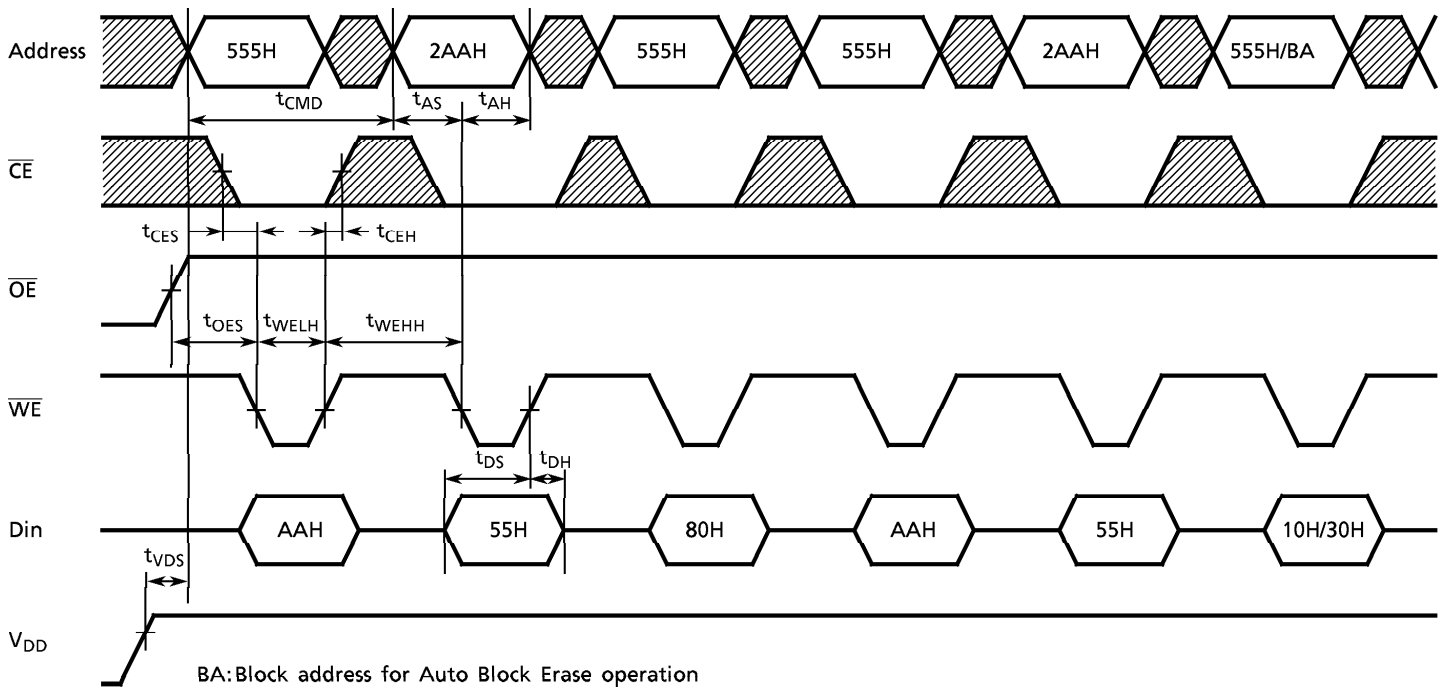 Address 555H 2AAH 555H 555H 2AAH 555H/BA
tCMD tAS tAH
CE
tCES tCEH
OE
tOES tWELH tWEHH
WE
tDS tDH
Din AAH 55H 80H AAH 55H 10H/30H
tVDS
VDD
BA: Block address for Auto Block Erase operation